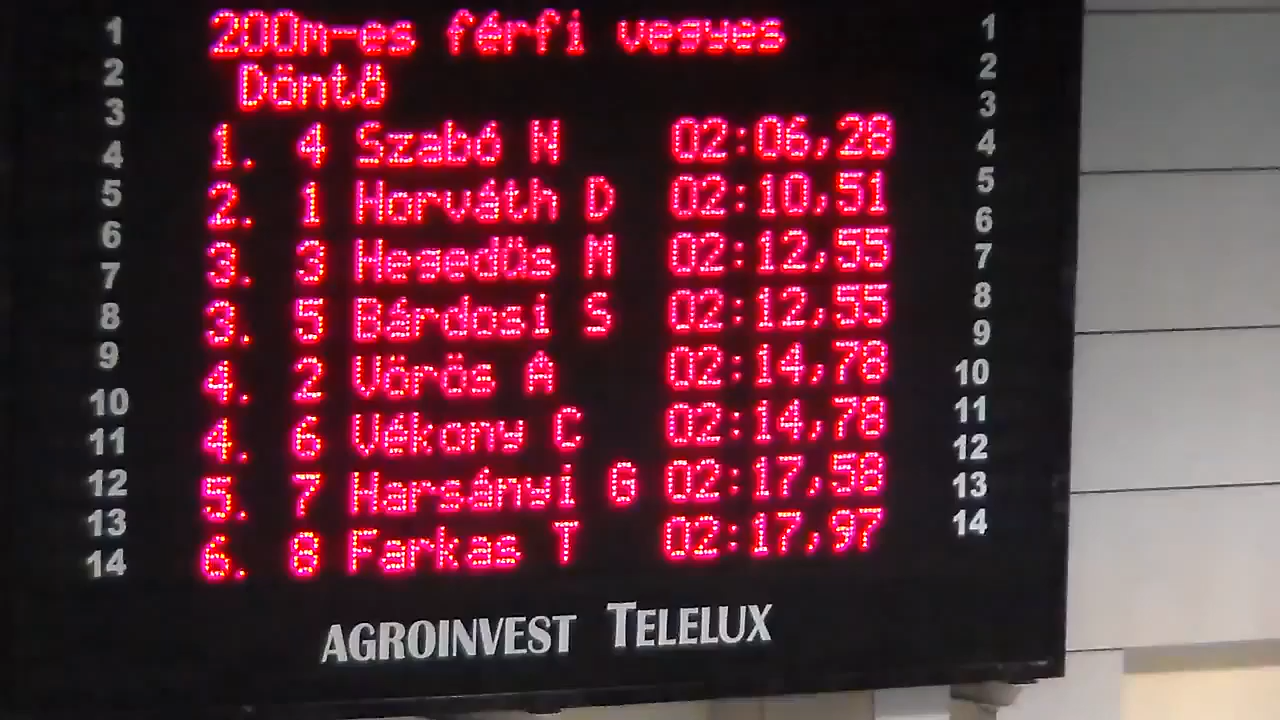 200m-es férfi vegyes
Döntő
1. 4 Szabó N 02:06,28
2. 1 Horváth D 02:10,51
3. 3 Hegedűs M 02:12,55
3. 5 Bárdosi S 02:12,55
4. 2 Vörös A 02:14,78
4. 6 Vékony C 02:14,78
5. 7 Harsányi G 02:17,58
6. 8 Farkas T 02:17,97
1
2
3
4
5
6
7
8
9
10
11
12
13
14
1
2
3
4
5
6
7
8
9
10
11
12
13
14
AGROINVEST TELELUX